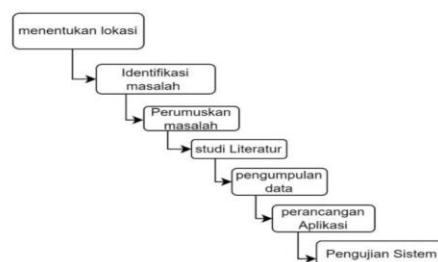 menentukan lokasi
Identifikasi
masalah
Perumuskan
masalah
studi Literatur
pengumpulan
data
perancangan
Aplikasi
Pengujian Sistem